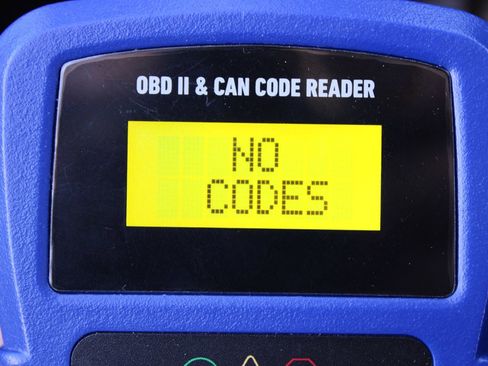 OBD II & CAN CODE READER
NO
CODES